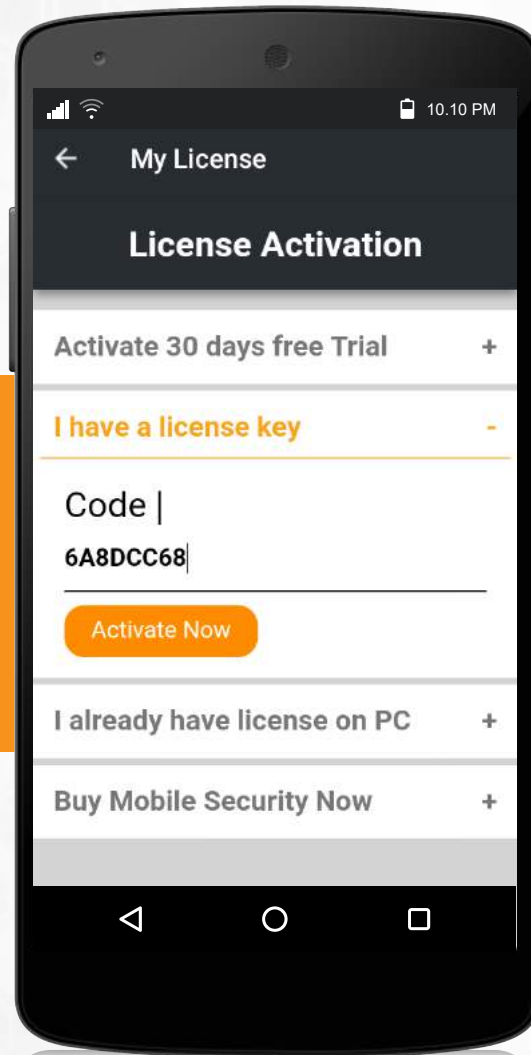 10.10 PM
My License
License Activation
Activate 30 days free Trial +
I have a license key -
Code |
6A8DCC68
Activate Now
I already have license on PC +
Buy Mobile Security Now +